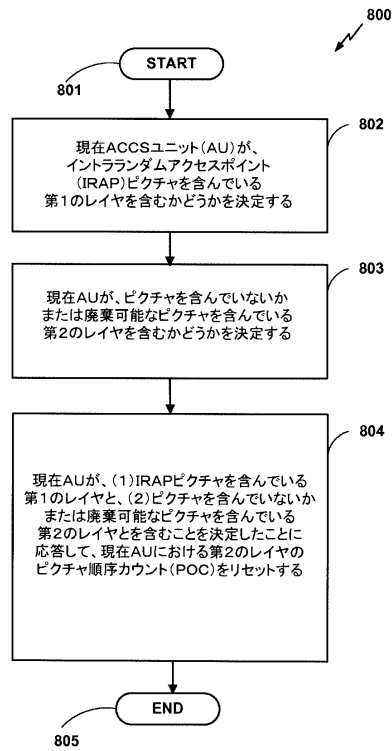 800
START
801
802
現在ACCSユニット(AU)が、
イントラランダムアクセスポイント
(IRAP)ピクチャを含んでいる
第1のレイヤを含むかどうかを決定する
803
現在AUが、ピクチャを含んでいないか
または廃棄可能なピクチャを含んでいる
第2のレイヤを含むかどうかを決定する
804
現在AUが、(1)IRAPピクチャを含んでいる
第1のレイヤと、(2)ピクチャを含んでいないか
または廃棄可能なピクチャを含んでいる
第2のレイヤとを含むことを決定したことに
応答して、現在AUにおける第2のレイヤの
ピクチャ順序カウント(POC)をリセットする
END
805